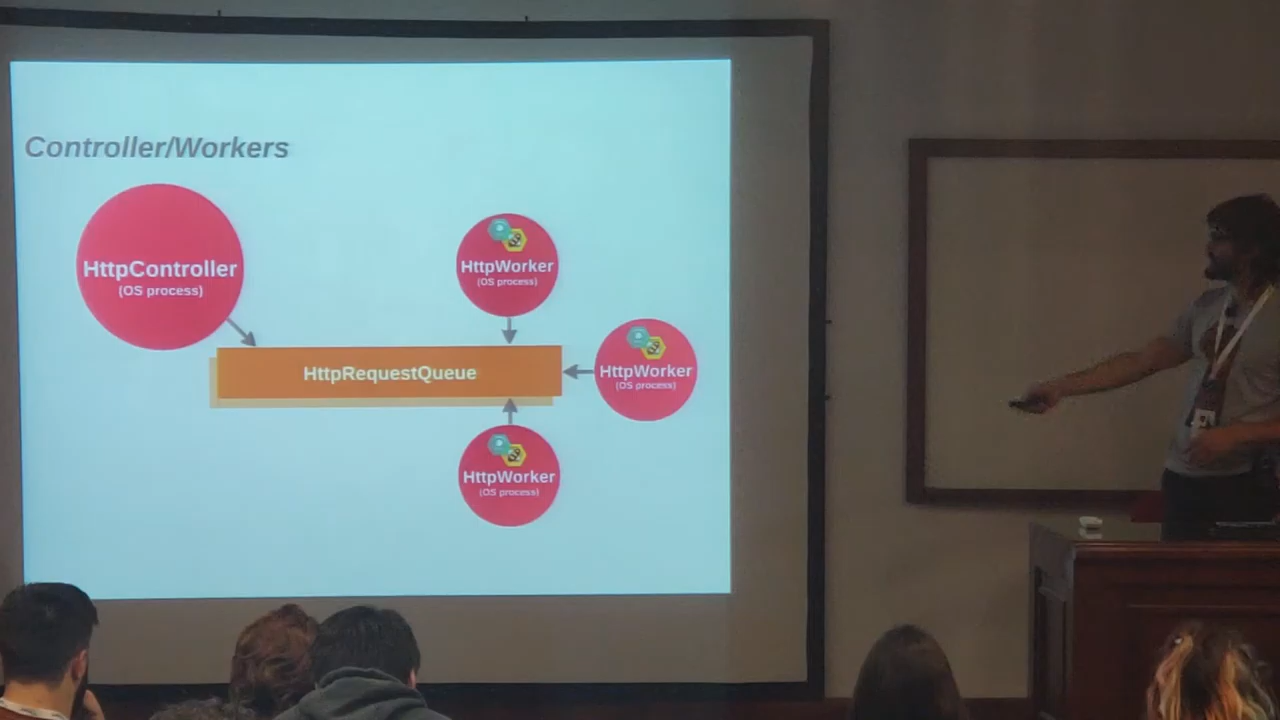 Controller/Workers
HttpController
(OS process)
HttpWorker
(OS process)
HttpRequestQueue
HttpWorker
(OS process)
HttpWorker
(OS process)